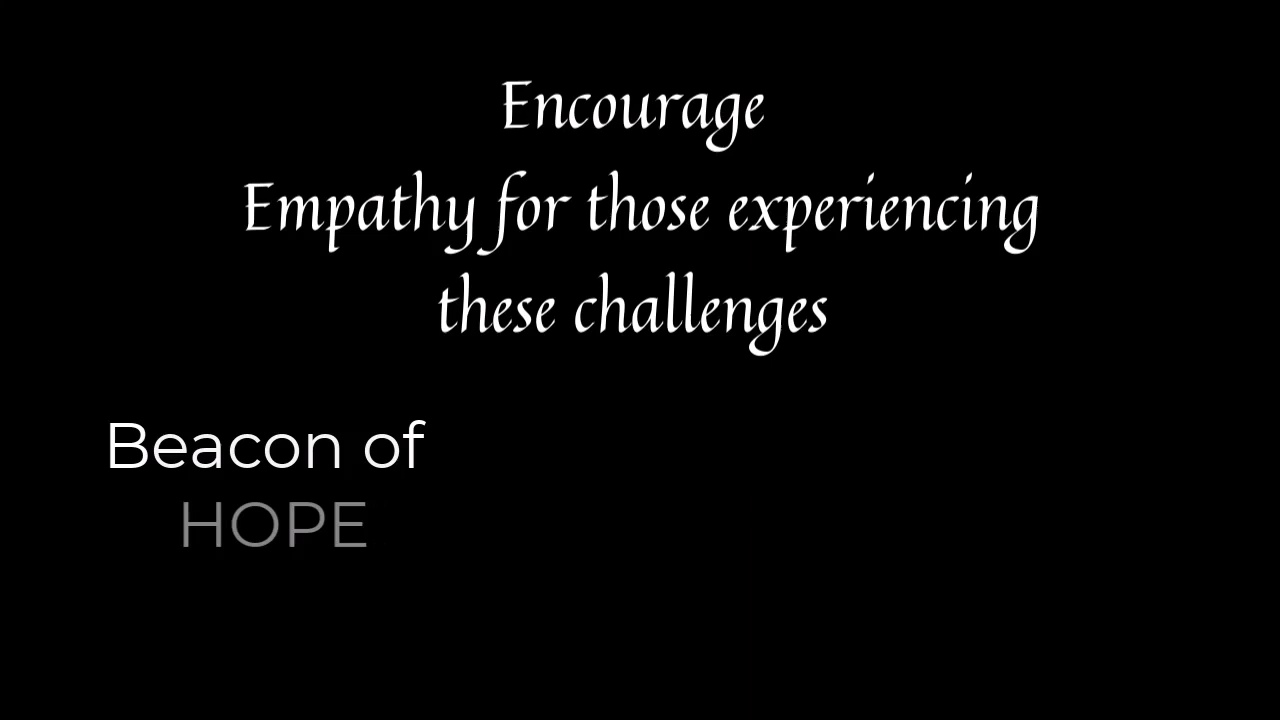 Encourage
Empathy for those experiencing
these challenges
Beacon of
HOPE